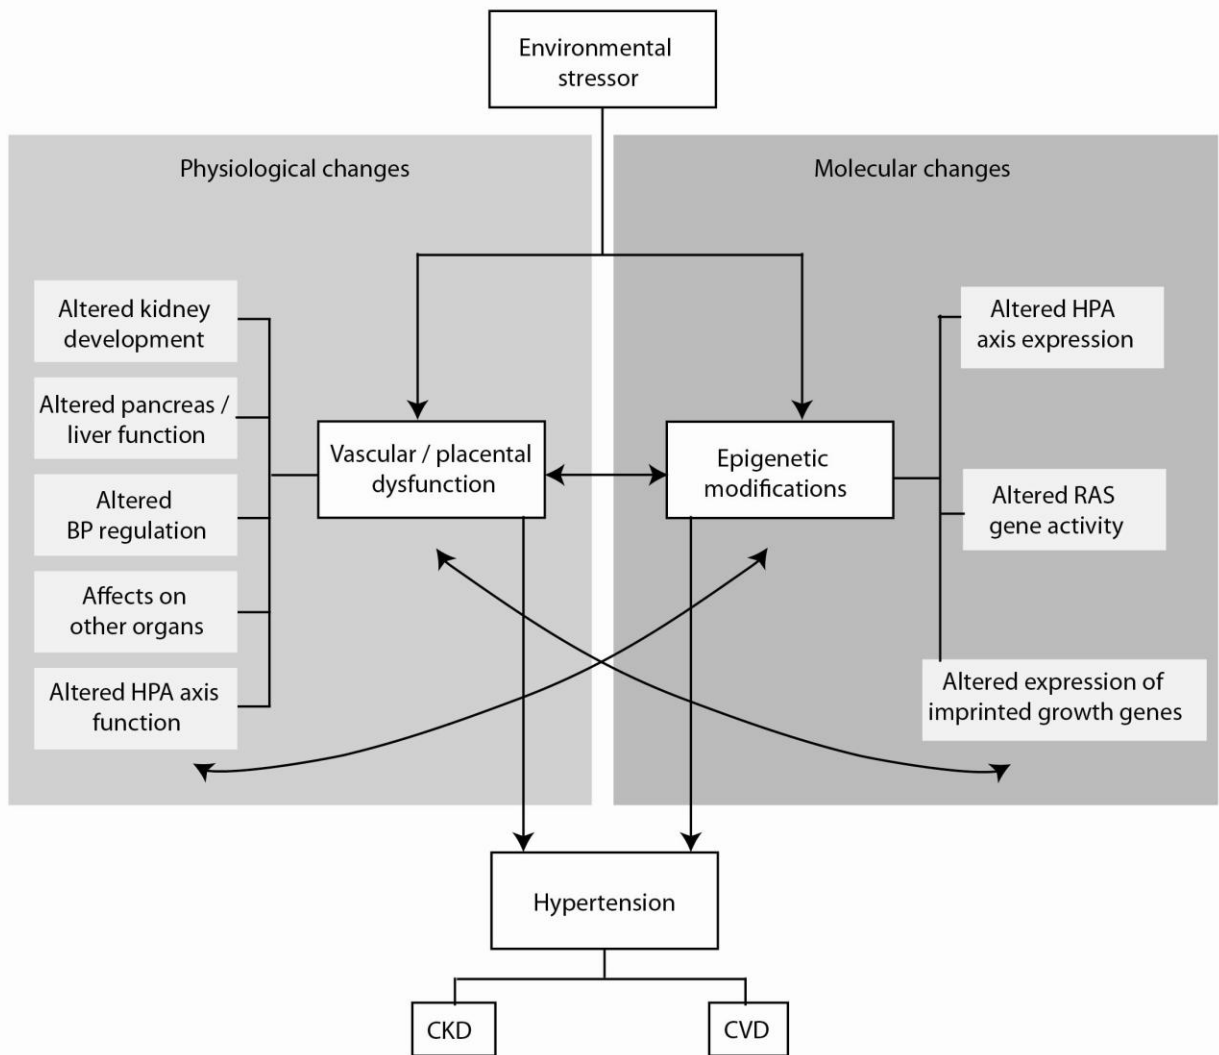 Environmental
stressor
Physiological changes
Molecular changes
Altered kidney
development
Altered pancreas /
liver function
Altered
BP regulation
Affects on
other organs
Altered HPA axis
function
Vascular / placental
dysfunction
Epigenetic
modifications
Altered HPA
axis expression
Altered RAS
gene activity
Altered expression of
imprinted growth genes
Hypertension
CKD
CVD